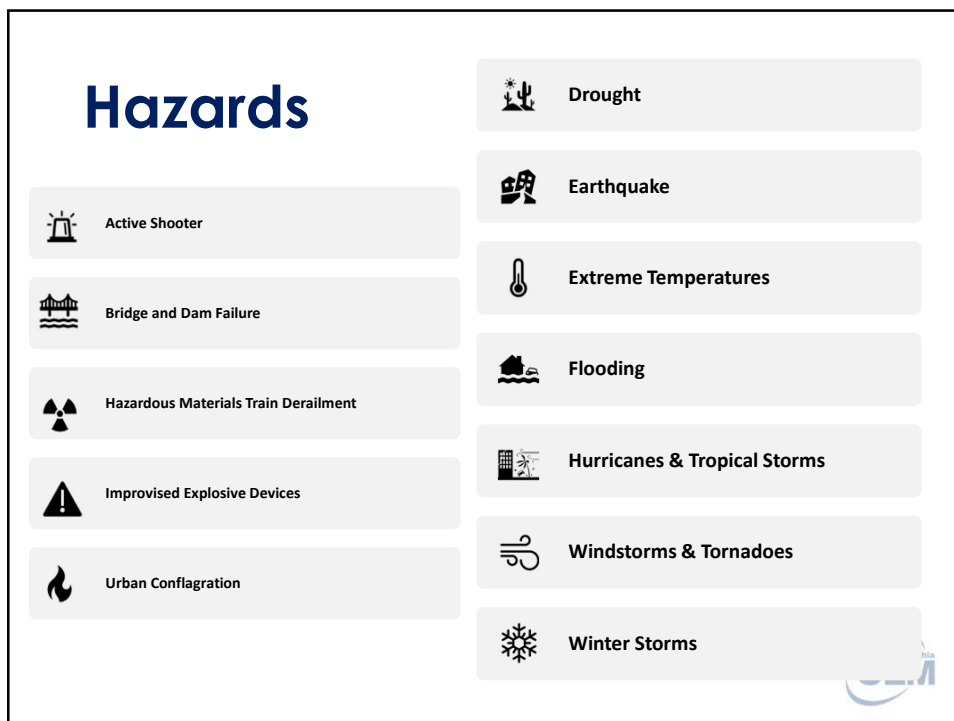 Hazards
Active Shooter
Bridge and Dam Failure
Hazardous Materials Train Derailment
Improvised Explosive Devices
Urban Conflagration
Drought
Earthquake
Extreme Temperatures
Flooding
Hurricanes & Tropical Storms
Windstorms & Tornadoes
Winter Storms